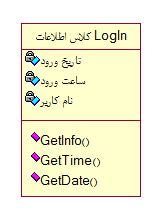 کلاس اطلاعات LogIn
تاریخ ورود
ساعت ورود
نام کاربر
GetInfo()
GetTime()
GetDate()